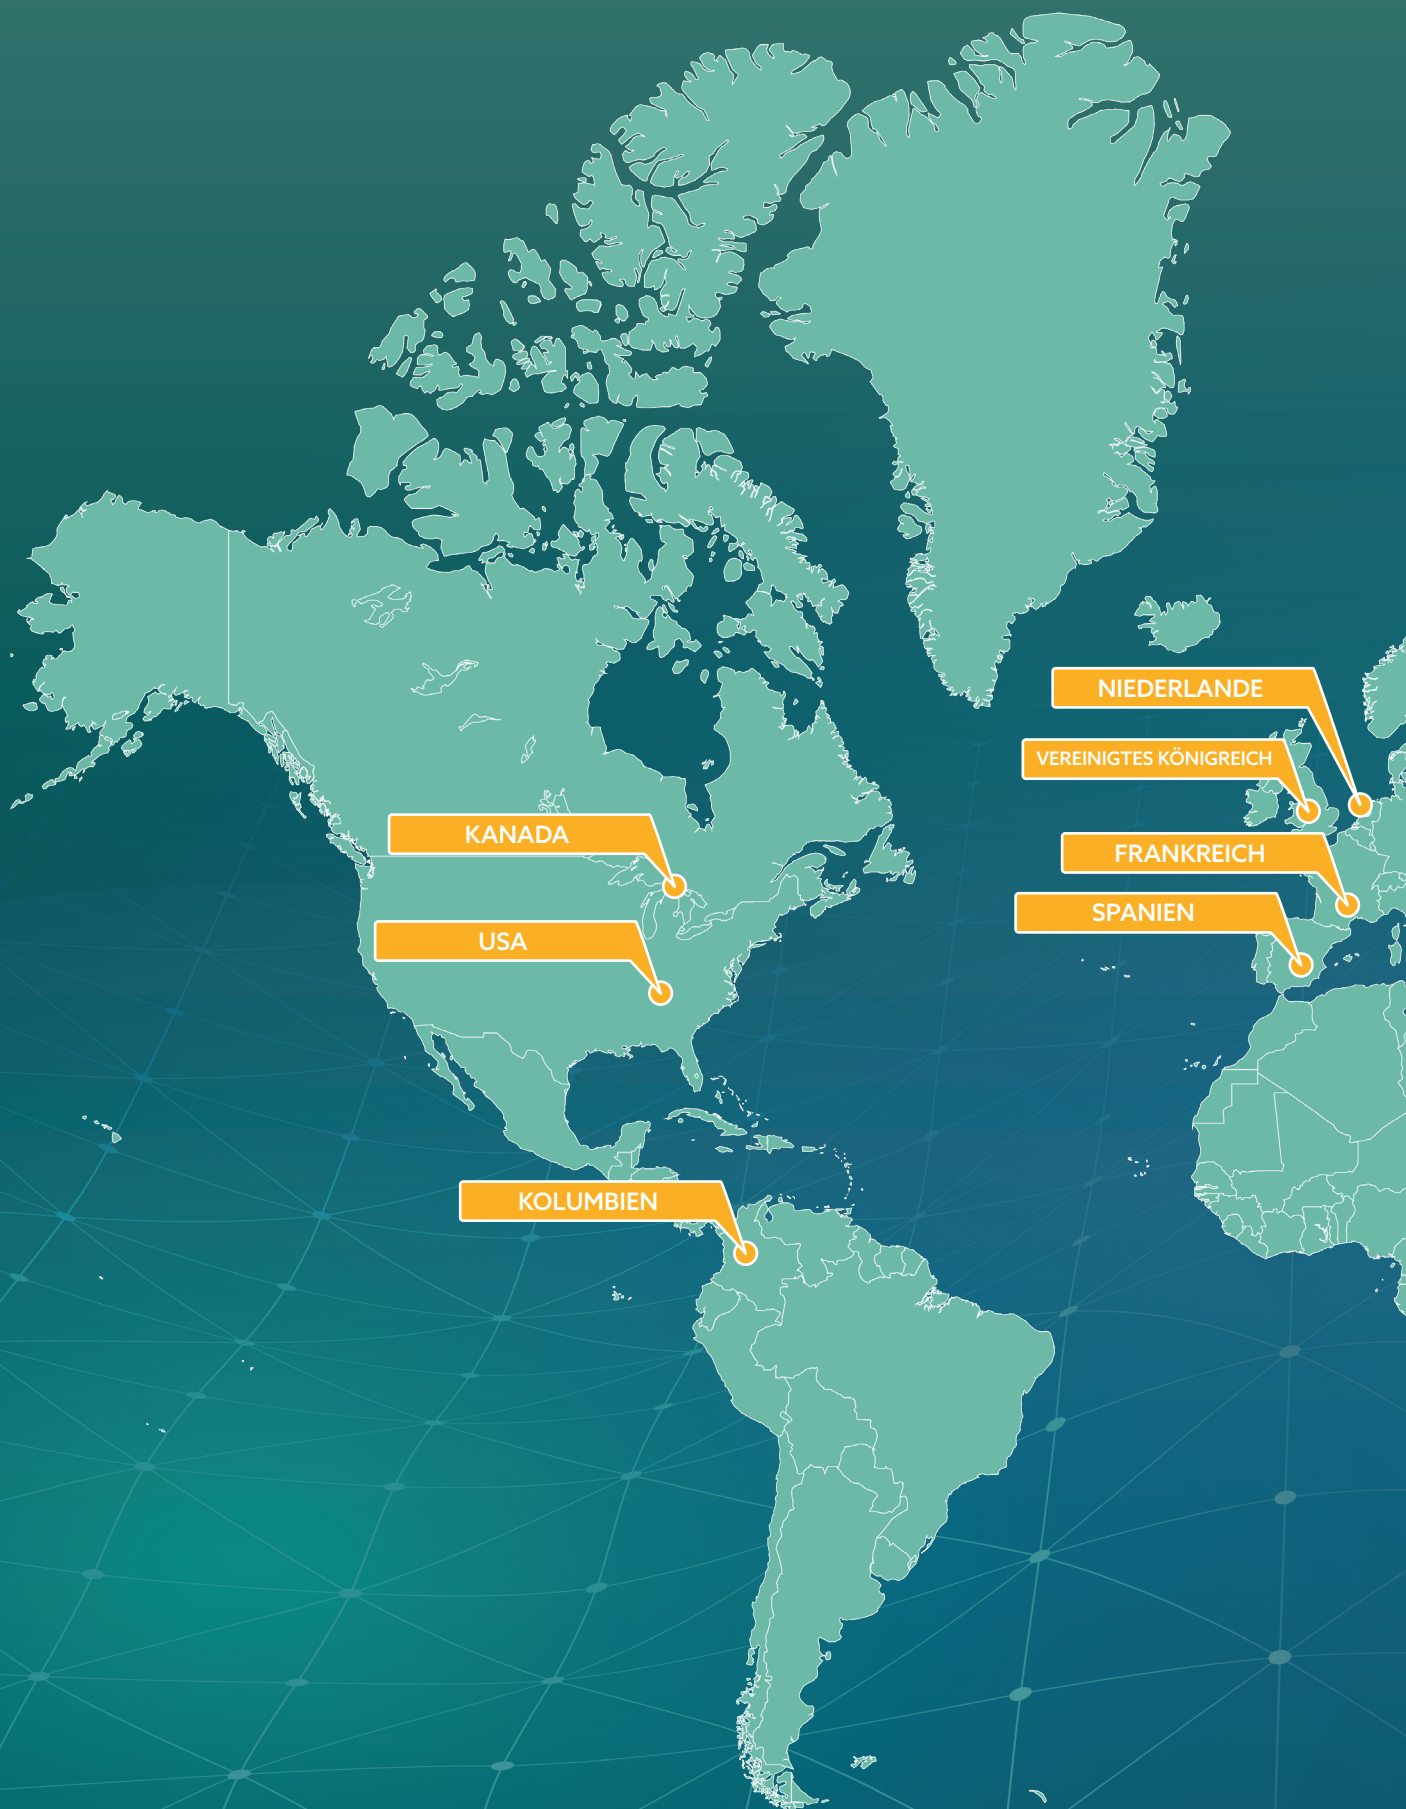 NIEDERLANDE
VEREINIGTES KÖNIGREICH
KANADA
FRANKREICH
SPANIEN
USA
KOLUMBIEN